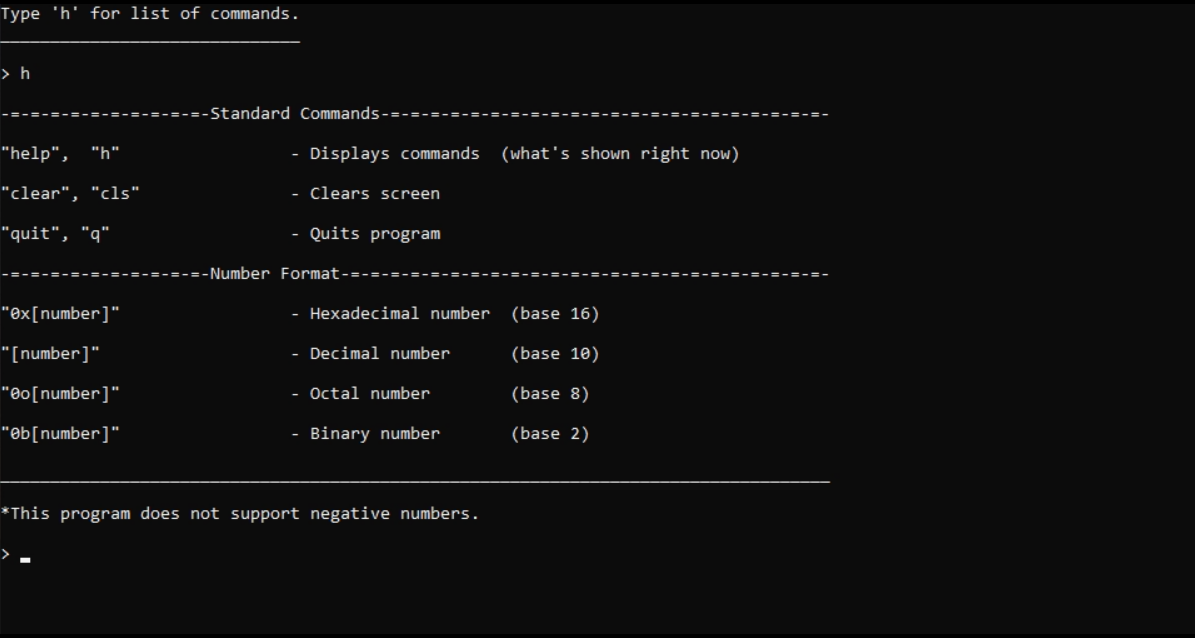 Type 'h' for list of commands.
______________________________
> h
-=-=-=-=-=-=-=-=-=-=-Standard Commands-=-=-=-=-=-=-=-=-=-=-=-=-=-=-=-=-=-=-=-=-=-=-
"help",  "h"                 - Displays commands  (what's shown right now)
"clear", "cls"               - Clears screen
"quit", "q"                  - Quits program
-=-=-=-=-=-=-=-=-=-=-Number Format-=-=-=-=-=-=-=-=-=-=-=-=-=-=-=-=-=-=-=-=-=-=-=-=-
"0x[number]"                 - Hexadecimal number  (base 16)
"[number]"                   - Decimal number      (base 10)
"0o[number]"                 - Octal number        (base 8)
"0b[number]"                 - Binary number       (base 2)
___________________________________________________________________________________
*This program does not support negative numbers.
> _